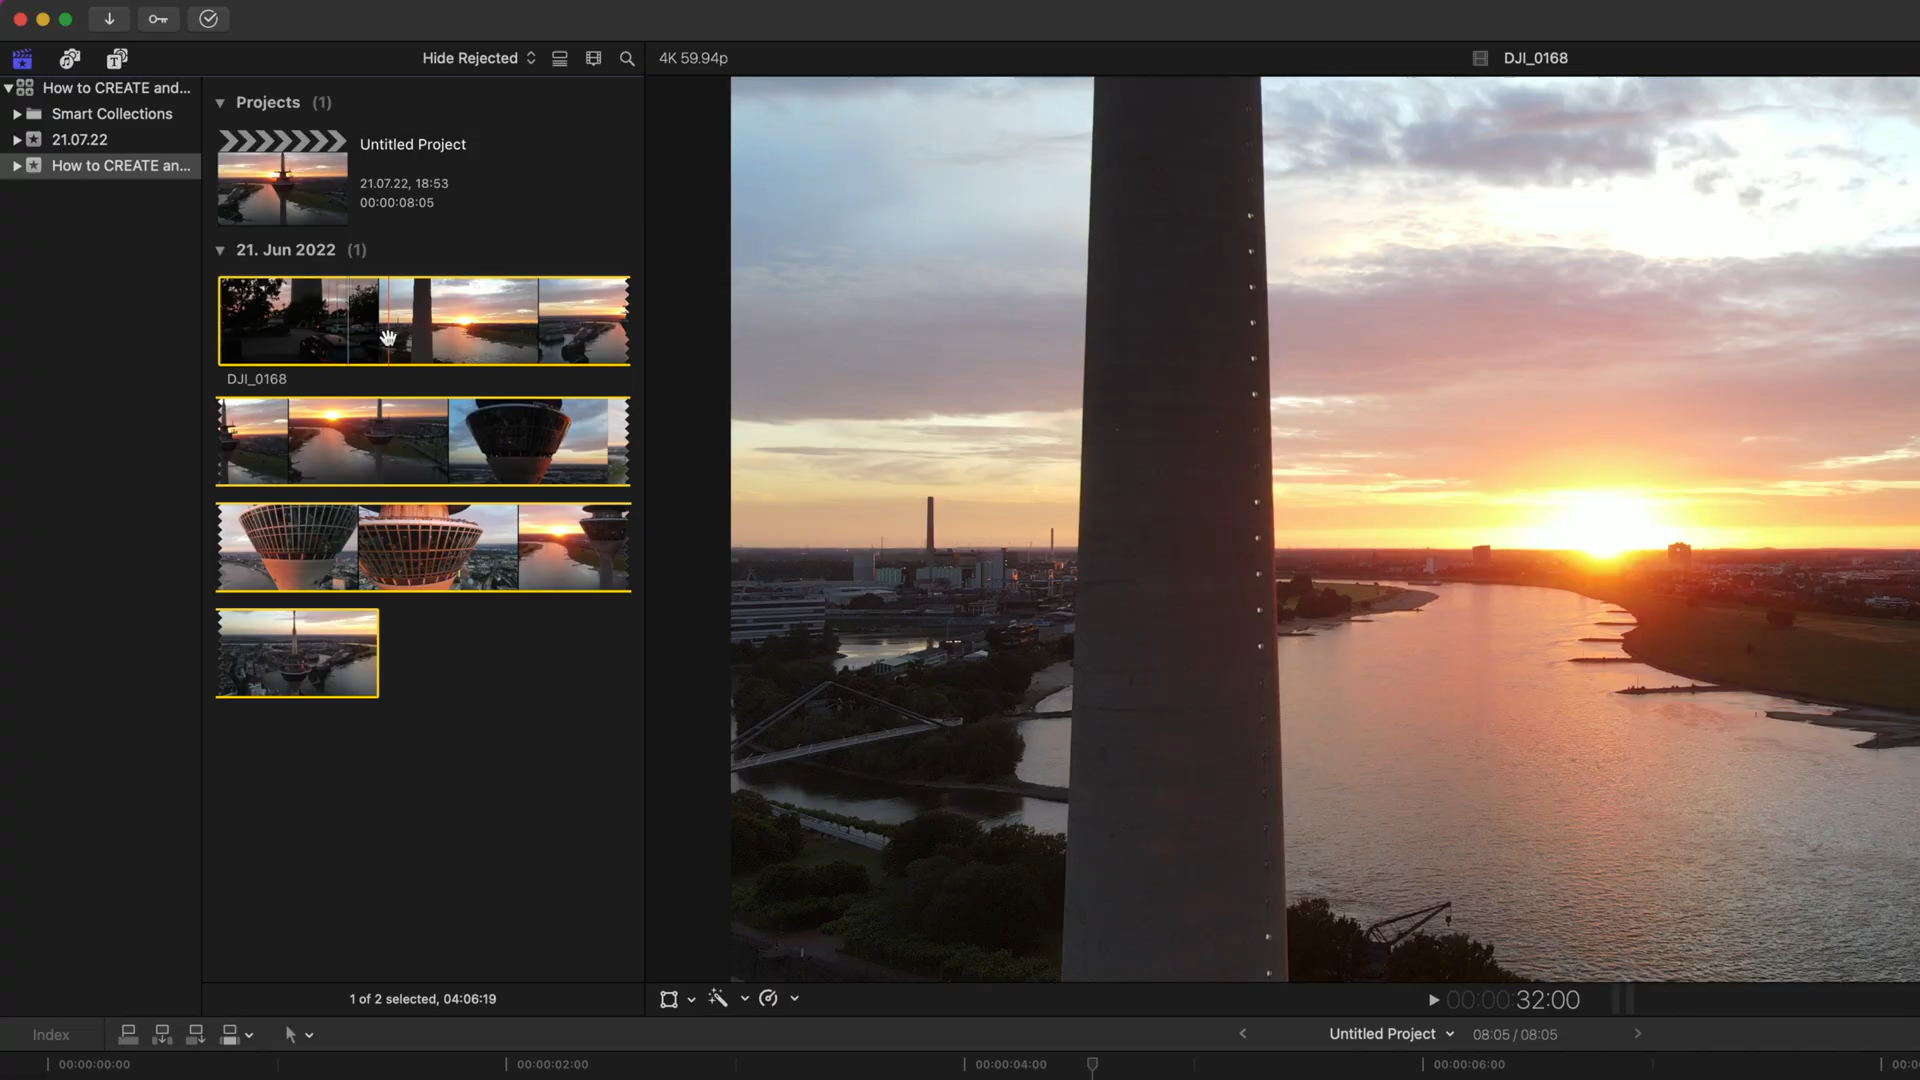 Hide Rejected
4K 59.94p
DJI_0168
How to CREATE and...
Smart Collections
21.07.22
How to CREATE an...
Projects (1)
Untitled Project
21.07.22, 18:53
00:00:08:05
21. Jun 2022 (1)
DJI_0168
1 of 2 selected, 04:06:19
00:00:32:00
Index
Untitled Project
08:05 / 08:05
00:00:00:00
00:00:02:00
00:00:04:00
00:00:06:00